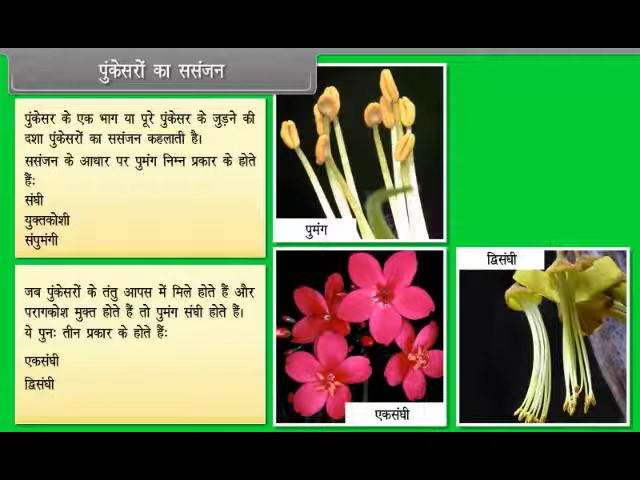 पुंकेसरों का ससंजन
पुंकेसर के एक भाग या पूरे पुंकेसर के जुड़ने की
दशा पुंकेसरों का ससंजन कहलाती है।
ससंजन के आधार पर पुमंग निम्न प्रकार के होते
हैं:
संघी
युक्तकोशी
संपुमंगी
जब पुंकेसरों के तंतु आपस में मिले होते हैं और
परागकोश मुक्त होते हैं तो पुमंग संघी होते हैं।
ये पुनः तीन प्रकार के होते हैं:
एकसंघी
द्विसंघी
पुमंग
एकसंघी
द्विसंघी